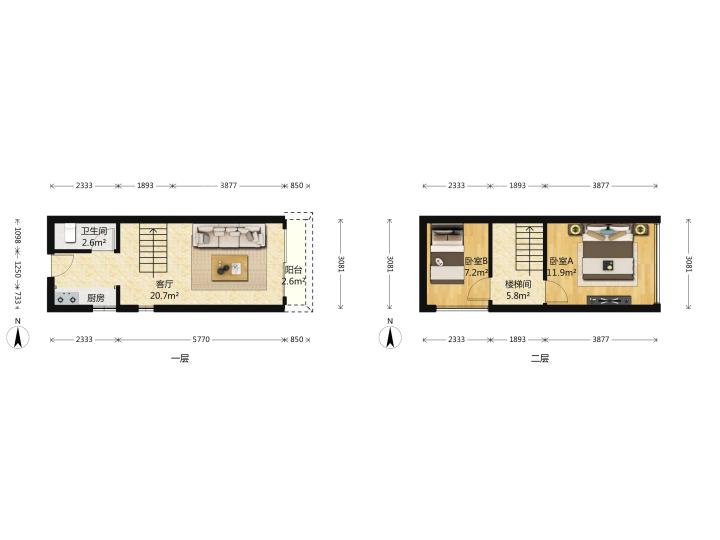 2333 1893 3877 850
2333 1893 3877
1098
1250
733
卫生间
2.6m²
客厅
20.7m²
厨房
阳台
2.6m²
3081
3081
卧室B
7.2m²
楼梯间
5.8m²
卧室A
11.9m²
3081
N
N
2333 5770 850
2333 1893 3877
一层
二层